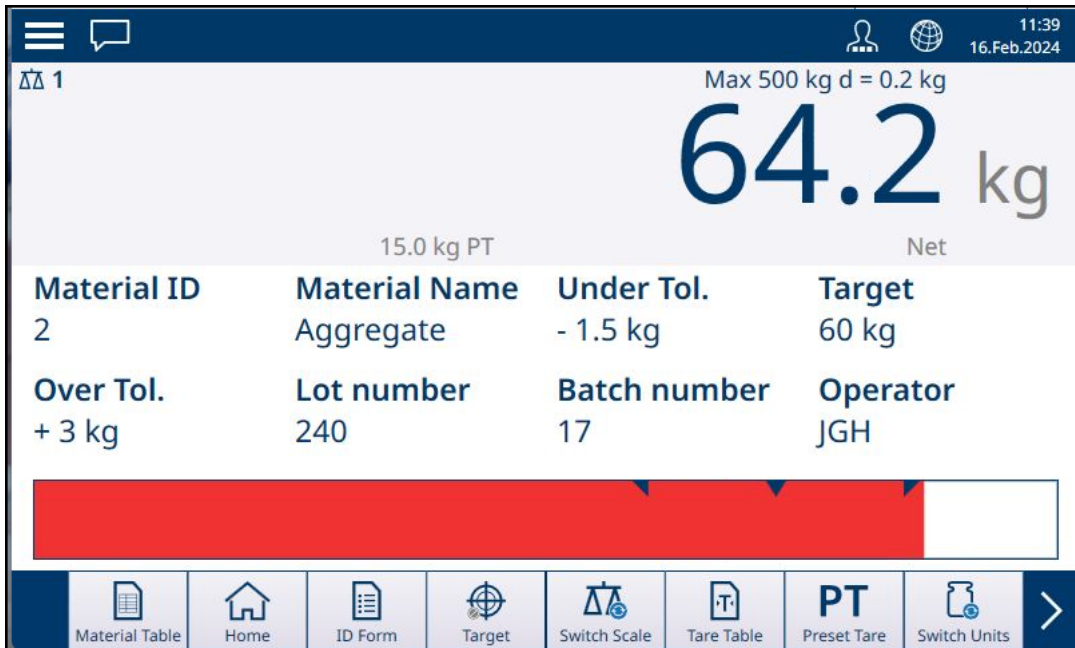 11:39
16.Feb.2024
1
Max 500 kg d = 0.2 kg
64.2 kg
15.0 kg PT Net
Material ID Material Name Under Tol. Target
2 Aggregate - 1.5 kg 60 kg
Over Tol. Lot number Batch number Operator
+ 3 kg 240 17 JGH
PT
Material Table Home ID Form Target Switch Scale Tare Table Preset Tare Switch Units